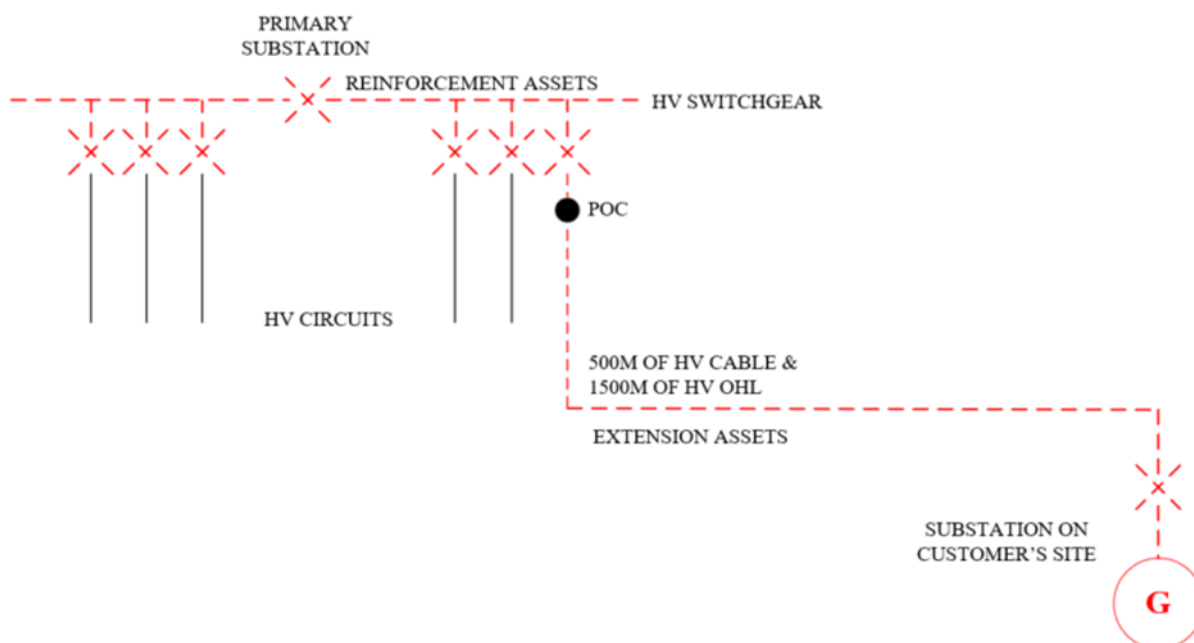 PRIMARY
SUBSTATION
REINFORCEMENT ASSETS
HV SWITCHGEAR
POC
HV CIRCUITS
500M OF HV CABLE &
1500M OF HV OHL
EXTENSION ASSETS
SUBSTATION ON
CUSTOMER'S SITE
G